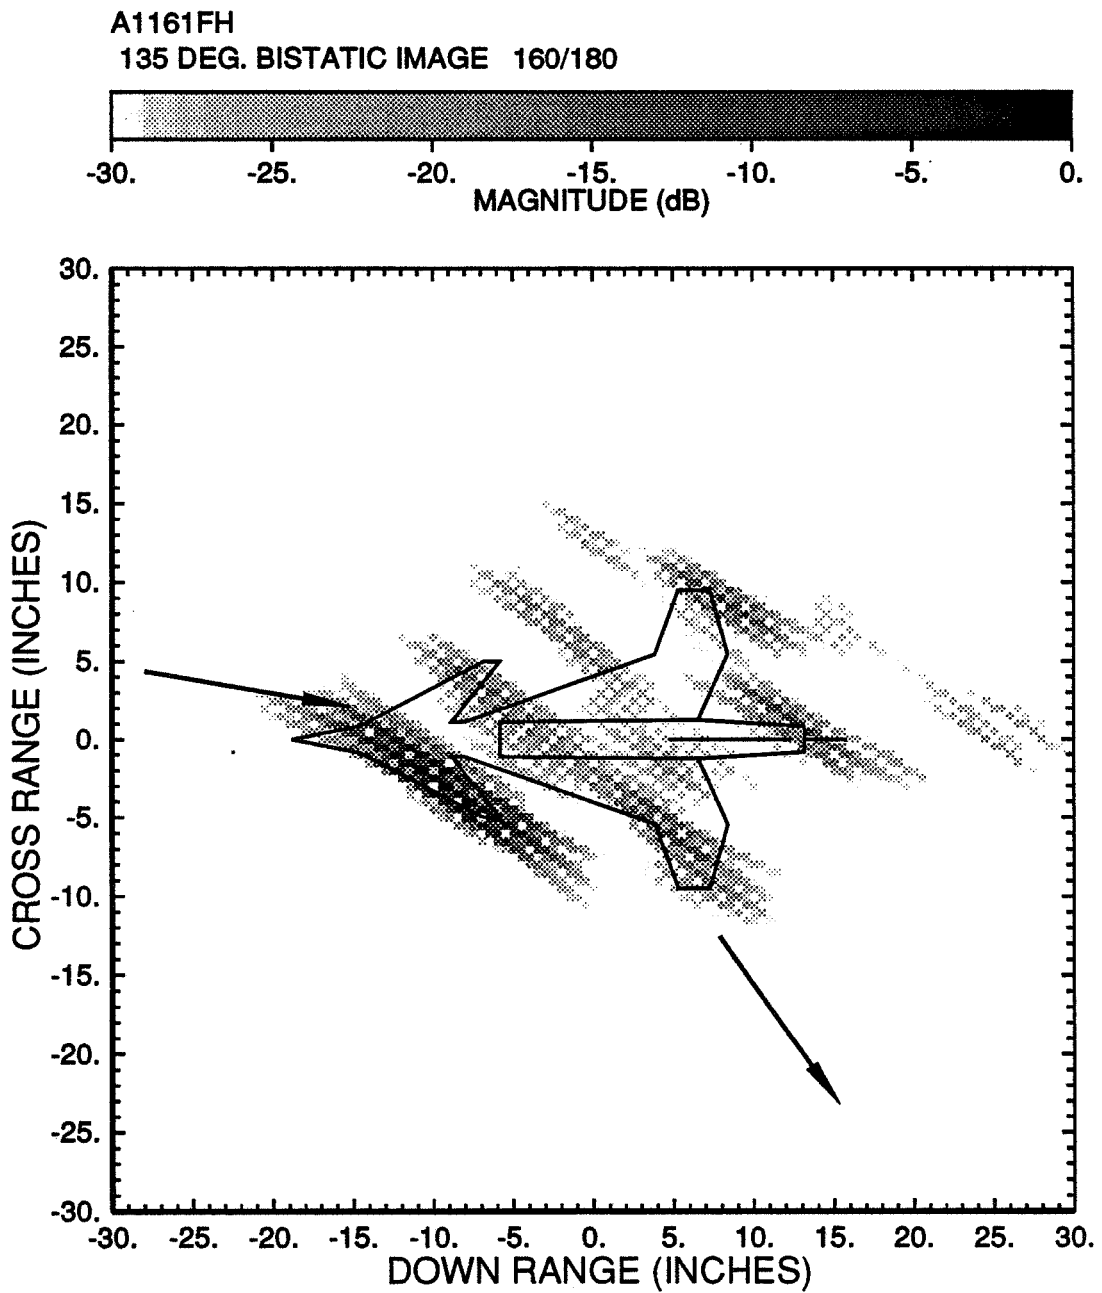 A1161FH
135 DEG. BISTATIC IMAGE 160/180
-30. -25. -20. -15. -10. -5. 0.
MAGNITUDE (dB)
30.
25.
20.
15.
10.
5.
0.
-5.
-10.
-15.
-20.
-25.
-30.
CROSS RANGE (INCHES)
-30. -25. -20. -15. -10. -5. 0. 5. 10. 15. 20. 25. 30.
DOWN RANGE (INCHES)